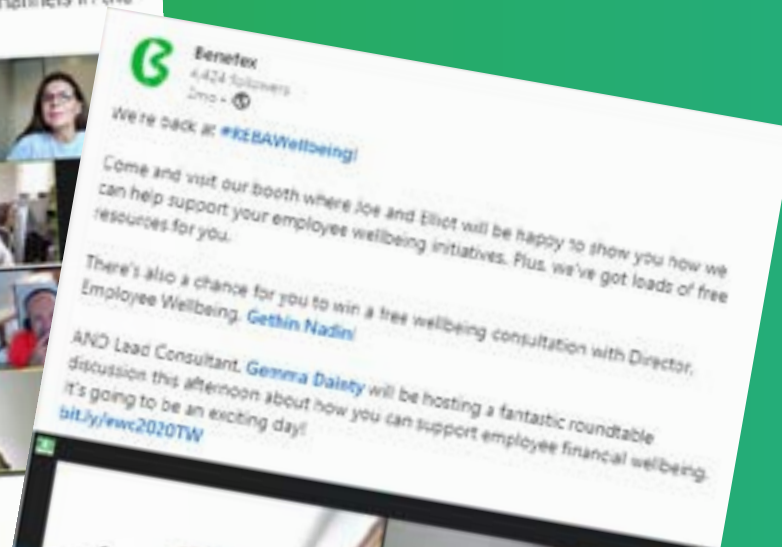 Benefex
4,424 followers
2mo •
We're back at #REBAWellbeing!
Come and visit our booth where Joe and Elliot will be happy to show you how we
can help support your employee wellbeing initiatives. Plus, we've got loads of free
resources for you.
There's also a chance for you to win a free wellbeing consultation with Director,
Employee Wellbeing, Gethin Nadin!
AND Lead Consultant, Gemma Dainty will be hosting a fantastic roundtable
discussion this afternoon about how you can support employee financial wellbeing.
It's going to be an exciting day!
bit.ly/ewc2020TW